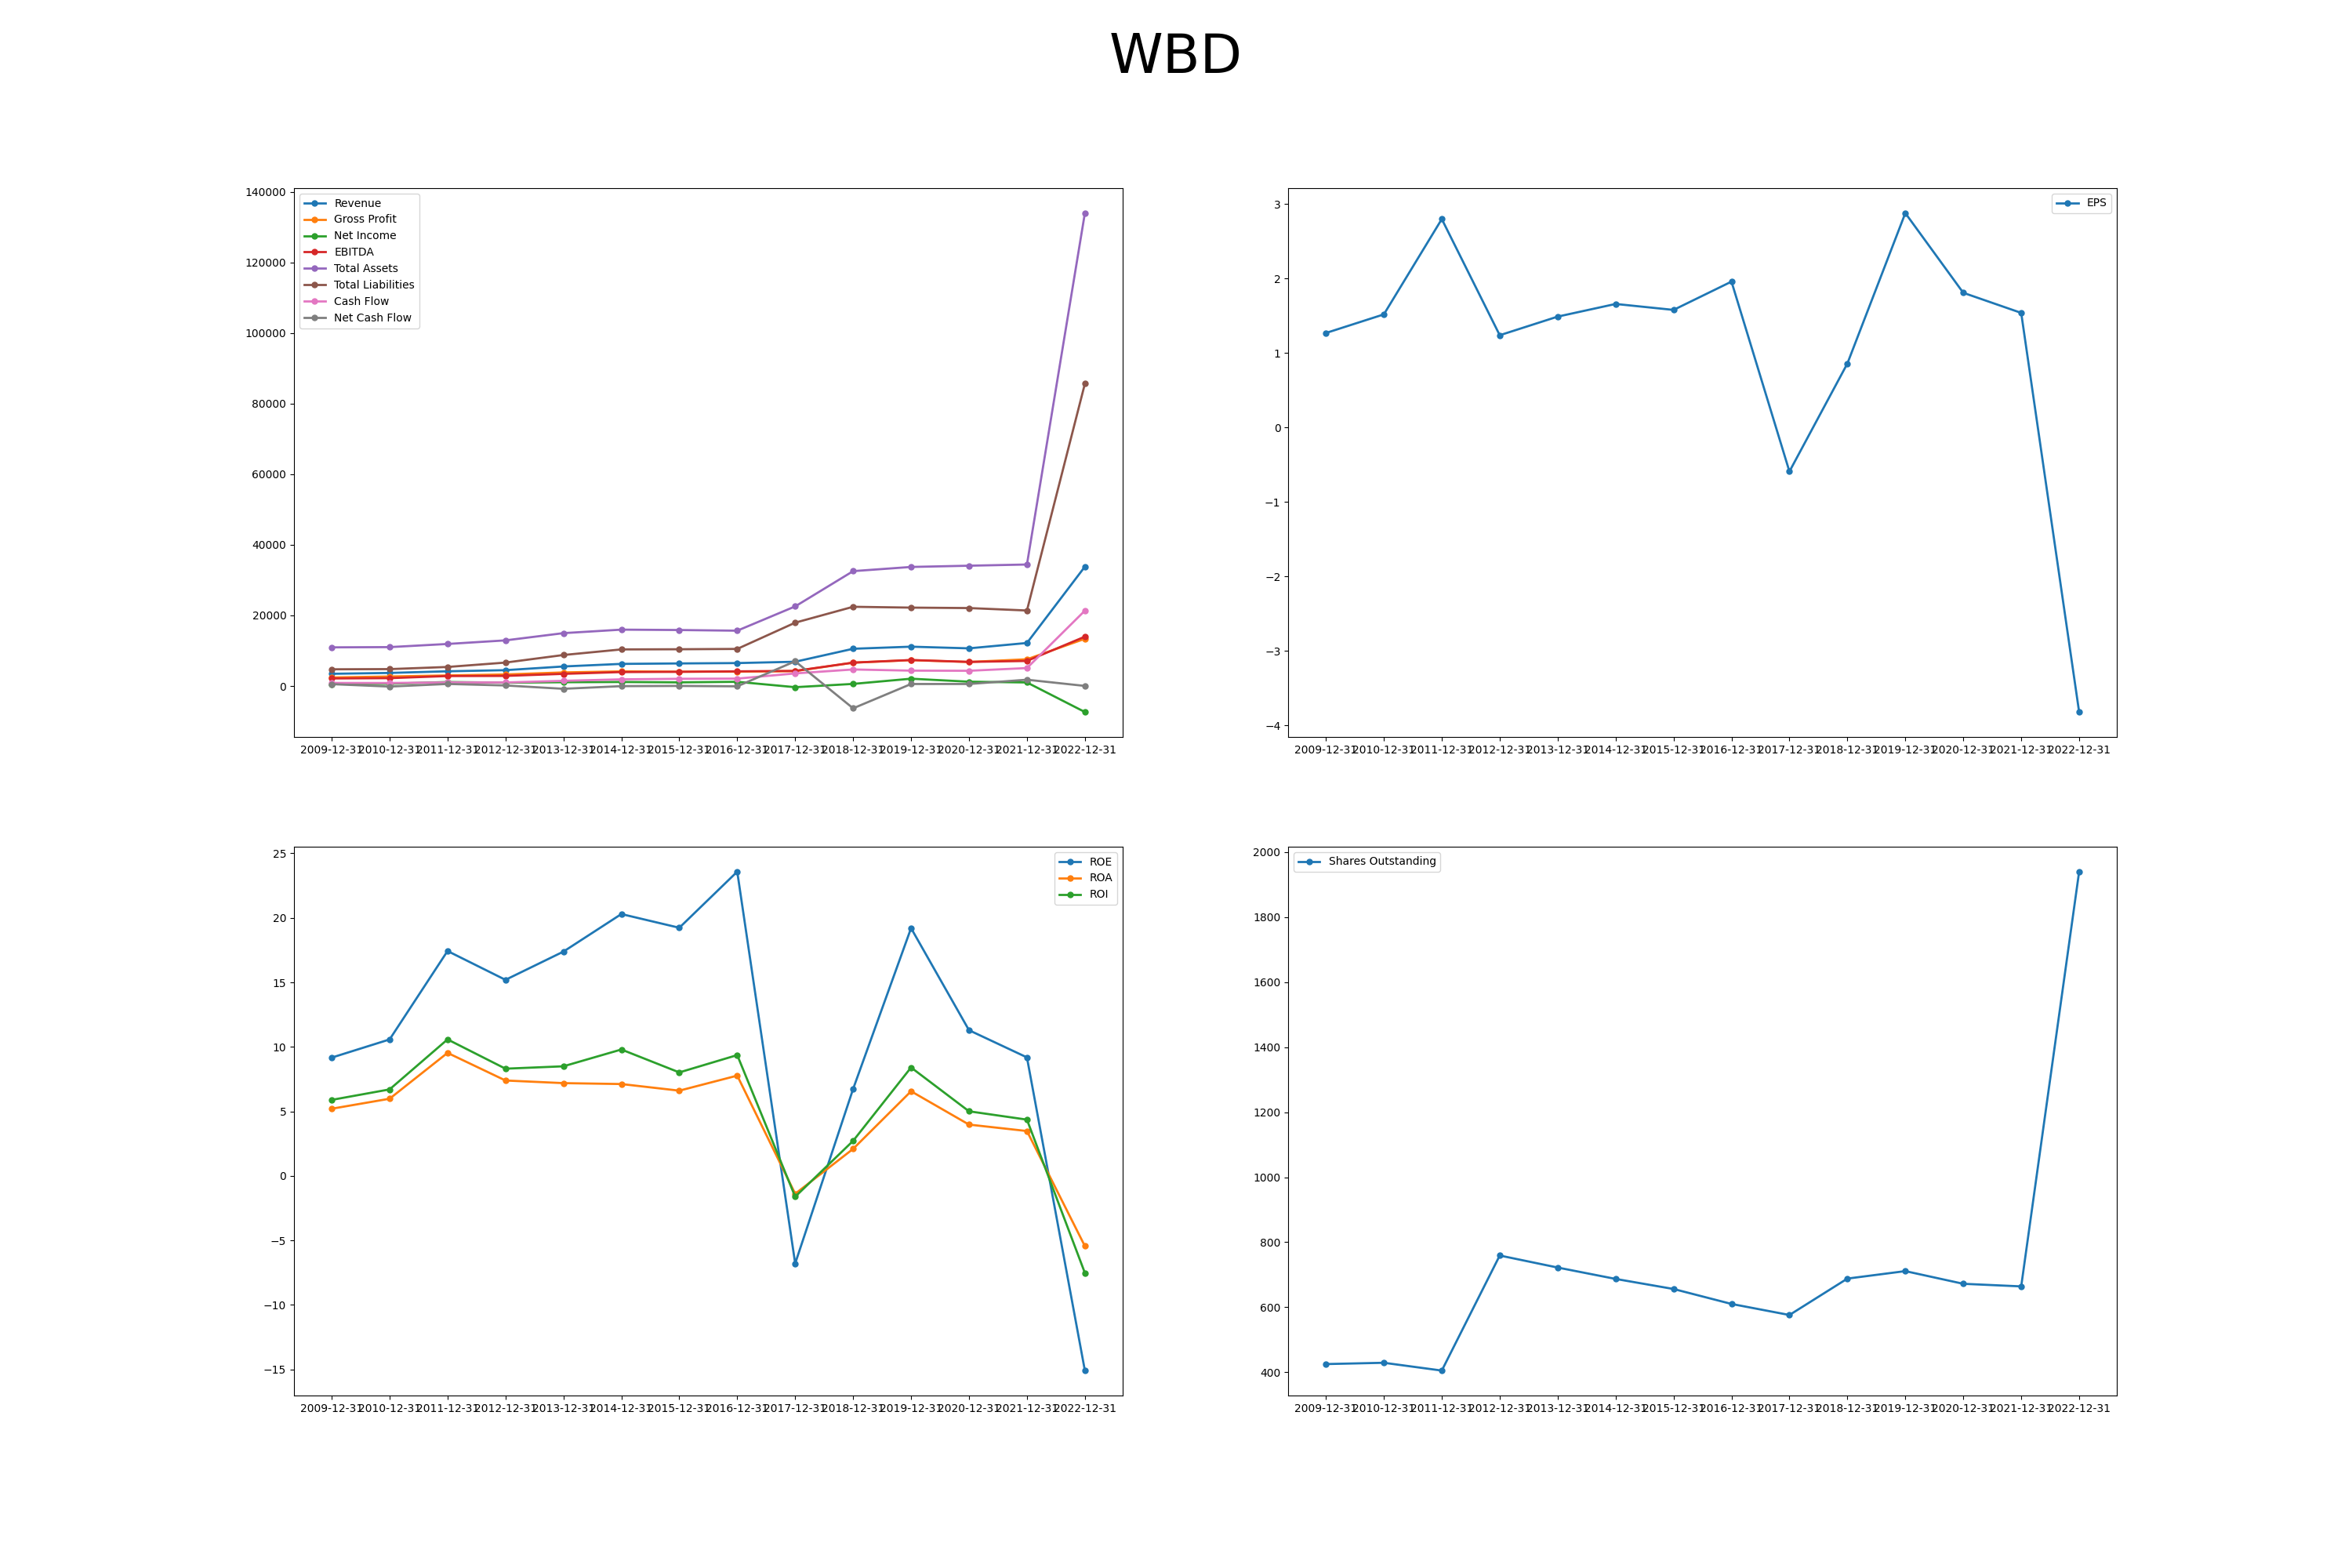 WBD
140000
120000
100000
80000
60000
40000
20000
0
Revenue
Gross Profit
Net Income
EBITDA
Total Assets
Total Liabilities
Cash Flow
Net Cash Flow
2009-12-31 2010-12-31 2011-12-31 2012-12-31 2013-12-31 2014-12-31 2015-12-31 2016-12-31 2017-12-31 2018-12-31 2019-12-31 2020-12-31 2021-12-31 2022-12-31
3
2
1
0
−1
−2
−3
−4
EPS
2009-12-31 2010-12-31 2011-12-31 2012-12-31 2013-12-31 2014-12-31 2015-12-31 2016-12-31 2017-12-31 2018-12-31 2019-12-31 2020-12-31 2021-12-31 2022-12-31
25
20
15
10
5
0
−5
−10
−15
ROE
ROA
ROI
2009-12-31 2010-12-31 2011-12-31 2012-12-31 2013-12-31 2014-12-31 2015-12-31 2016-12-31 2017-12-31 2018-12-31 2019-12-31 2020-12-31 2021-12-31 2022-12-31
2000
1800
1600
1400
1200
1000
800
600
400
Shares Outstanding
2009-12-31 2010-12-31 2011-12-31 2012-12-31 2013-12-31 2014-12-31 2015-12-31 2016-12-31 2017-12-31 2018-12-31 2019-12-31 2020-12-31 2021-12-31 2022-12-31